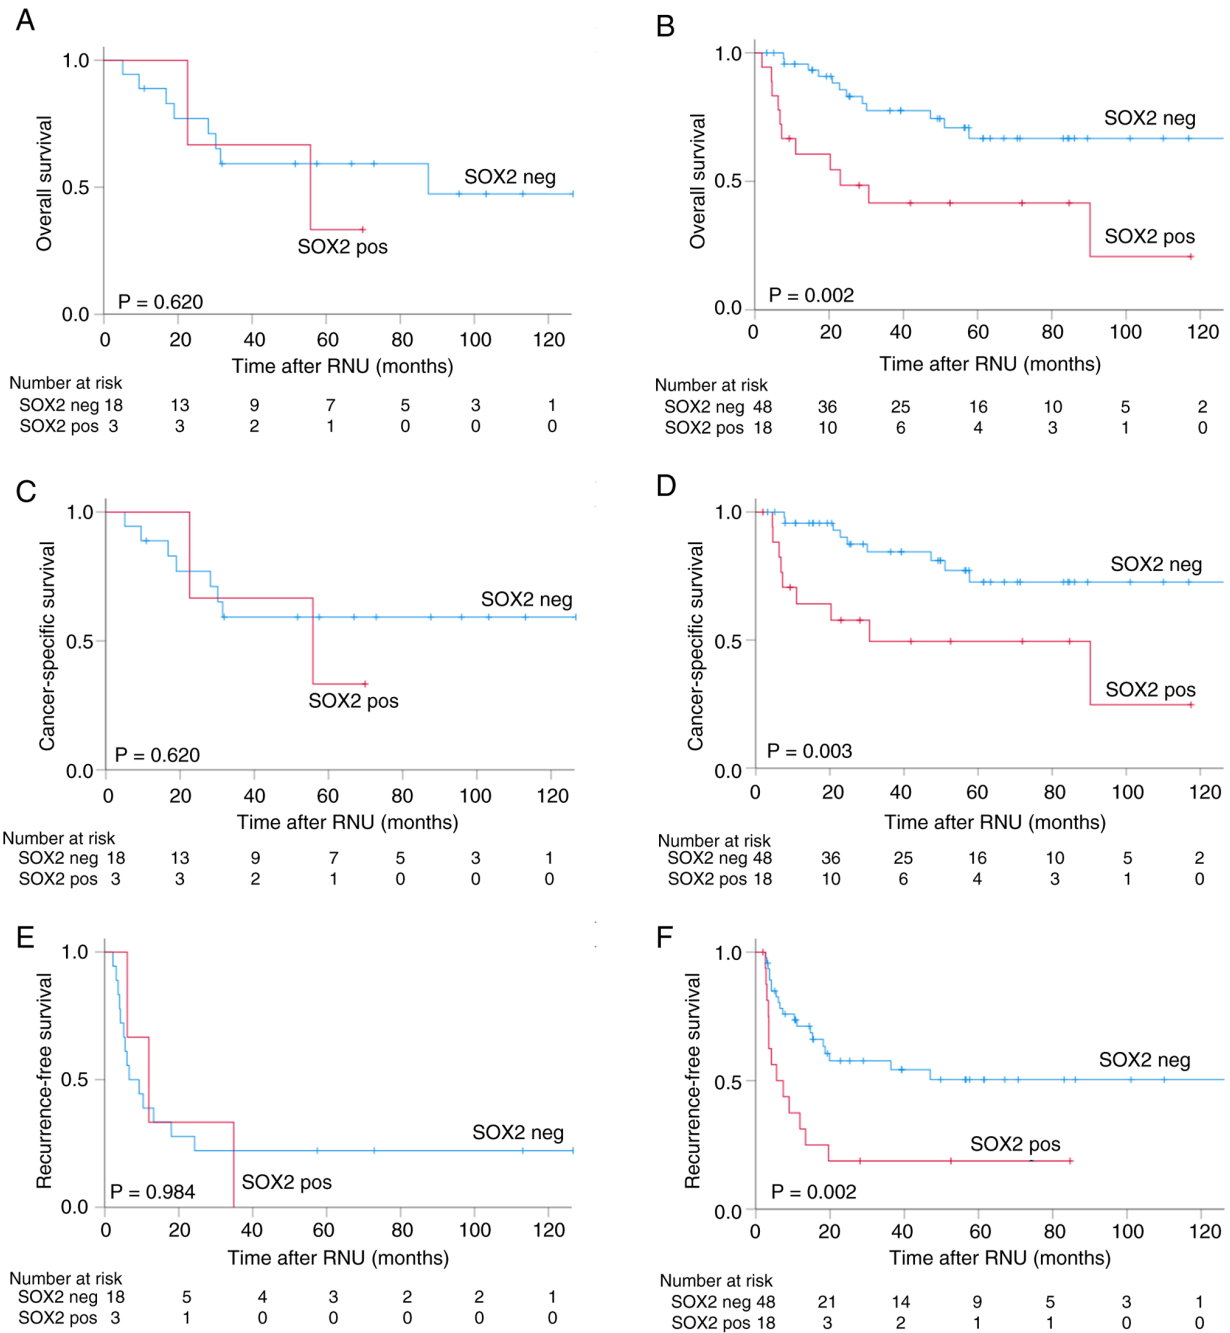 A
1.0
0.5
0.0
Overall survival
SOX2 neg
SOX2 pos
P = 0.620
0 20 40 60 80 100 120
Time after RNU (months)
Number at risk
SOX2 neg 18 13 9 7 5 3 1
SOX2 pos 3 3 2 1 0 0 0
B
1.0
0.5
0.0
Overall survival
SOX2 neg
SOX2 pos
P = 0.002
0 20 40 60 80 100 120
Time after RNU (months)
Number at risk
SOX2 neg 48 36 25 16 10 5 2
SOX2 pos 18 10 6 4 3 1 0
C
1.0
0.5
0.0
Cancer-specific survival
SOX2 neg
SOX2 pos
P = 0.620
0 20 40 60 80 100 120
Time after RNU (months)
Number at risk
SOX2 neg 18 13 9 7 5 3 1
SOX2 pos 3 3 2 1 0 0 0
D
1.0
0.5
0.0
Cancer-specific survival
SOX2 neg
SOX2 pos
P = 0.003
0 20 40 60 80 100 120
Time after RNU (months)
Number at risk
SOX2 neg 48 36 25 16 10 5 2
SOX2 pos 18 10 6 4 3 1 0
E
1.0
0.5
0.0
Recurrence-free survival
SOX2 neg
SOX2 pos
P = 0.984
0 20 40 60 80 100 120
Time after RNU (months)
Number at risk
SOX2 neg 18 5 4 3 2 2 1
SOX2 pos 3 1 0 0 0 0 0
F
1.0
0.5
0.0
Recurrence-free survival
SOX2 neg
SOX2 pos
P = 0.002
0 20 40 60 80 100 120
Time after RNU (months)
Number at risk
SOX2 neg 48 21 14 9 5 3 1
SOX2 pos 18 3 2 1 1 0 0